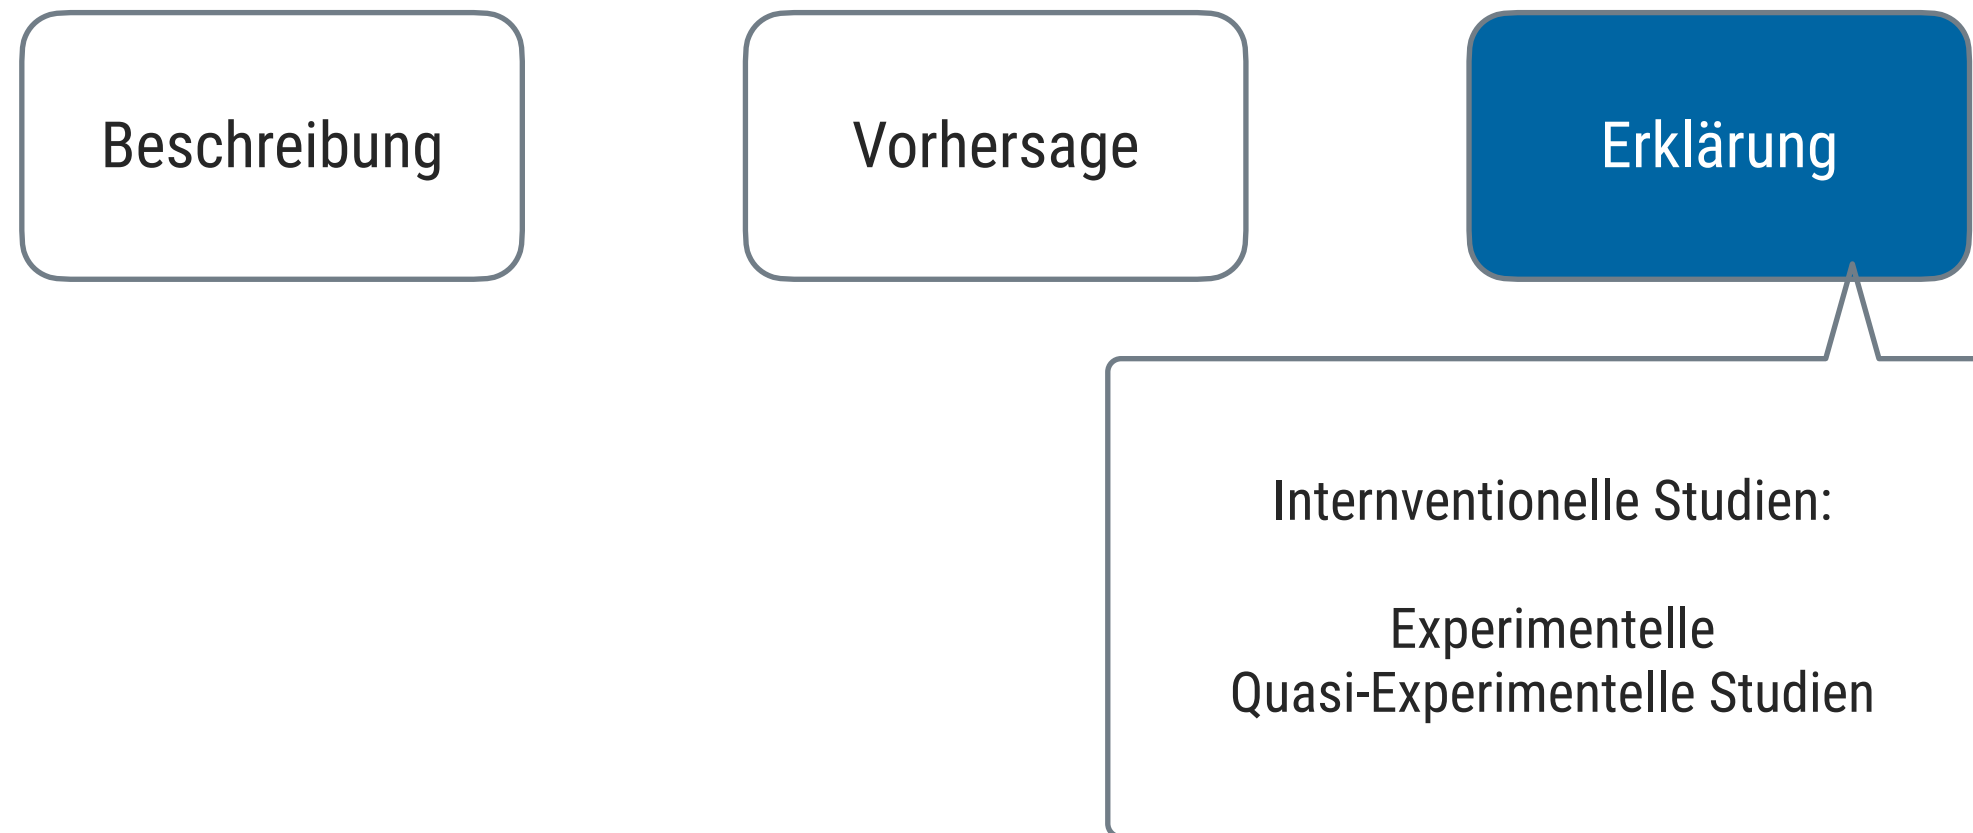 Beschreibung
Vorhersage
Erklärung
Internventionelle Studien:
Experimentelle
Quasi-Experimentelle Studien